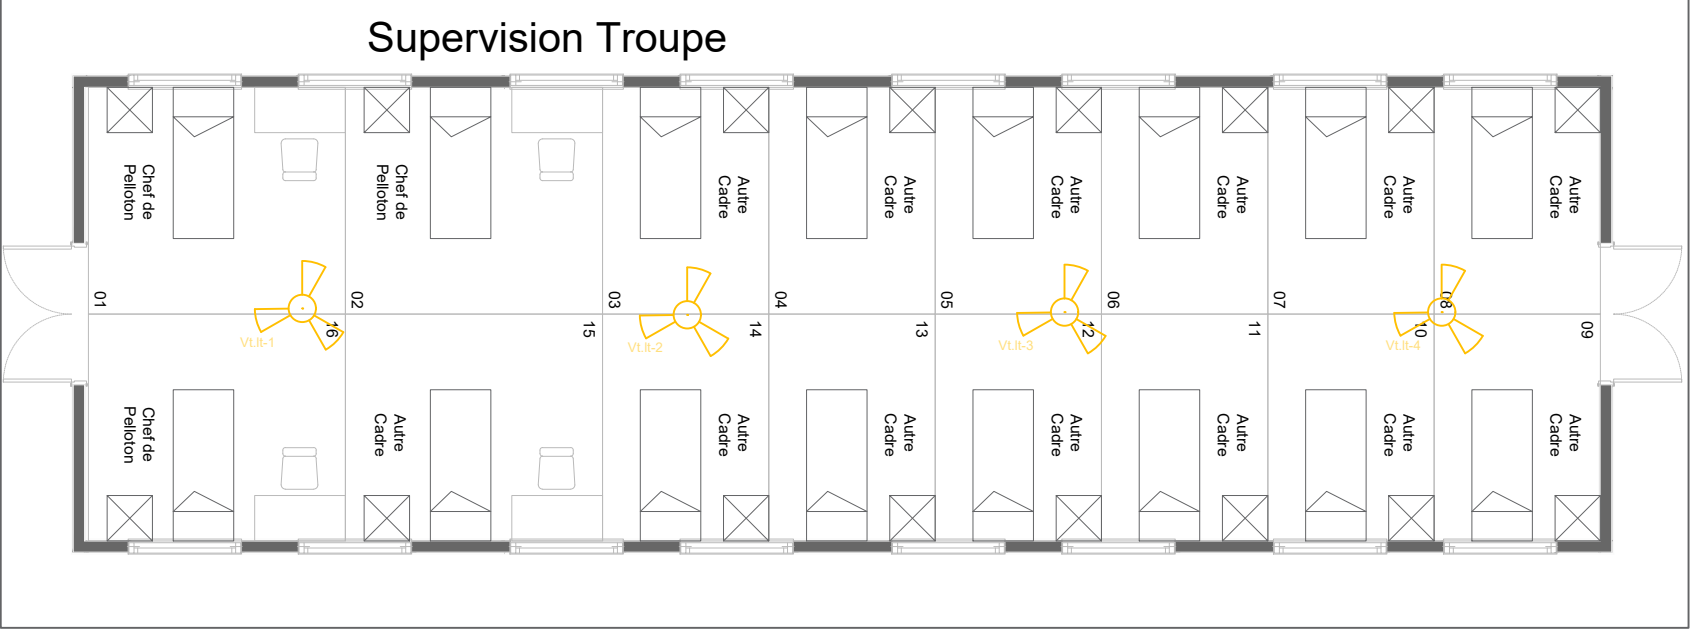 Supervision Troupe
Chef de
Pelloton
Chef de
Pelloton
Autre
Cadre
Autre
Cadre
Autre
Cadre
Autre
Cadre
Autre
Cadre
Autre
Cadre
01
02
03
04
05
06
07
08
16
15
14
13
12
11
10
09
Vt.lt-1
Vt.lt-2
Vt.lt-3
Vt.lt-4
Chef de
Pelloton
Autre
Cadre
Autre
Cadre
Autre
Cadre
Autre
Cadre
Autre
Cadre
Autre
Cadre
Autre
Cadre